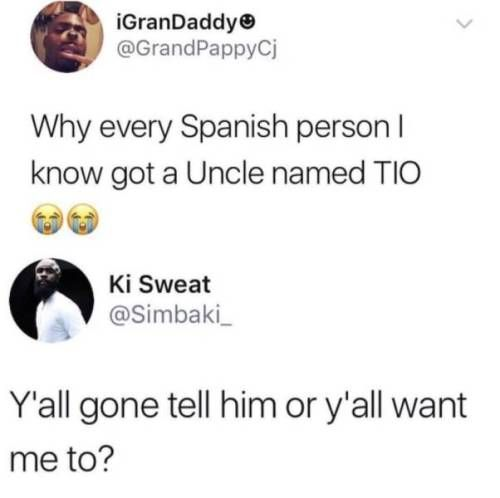 iGranDaddy☻
@GrandPappyCj
Why every Spanish person I
know got a Uncle named TIO
😭😭
Ki Sweat
@Simbaki_
Y'all gone tell him or y'all want
me to?